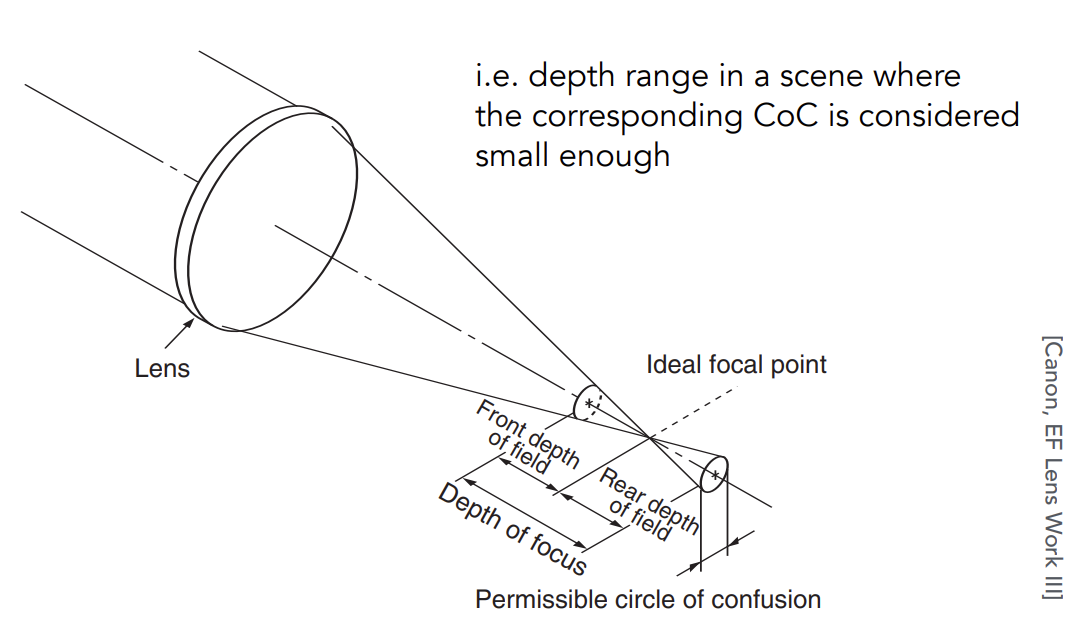 i.e. depth range in a scene where
the corresponding CoC is considered
small enough
Lens
Ideal focal point
Front depth
of field
Rear depth
of field
Depth of focus
Permissible circle of confusion
[Canon, EF Lens Work III]